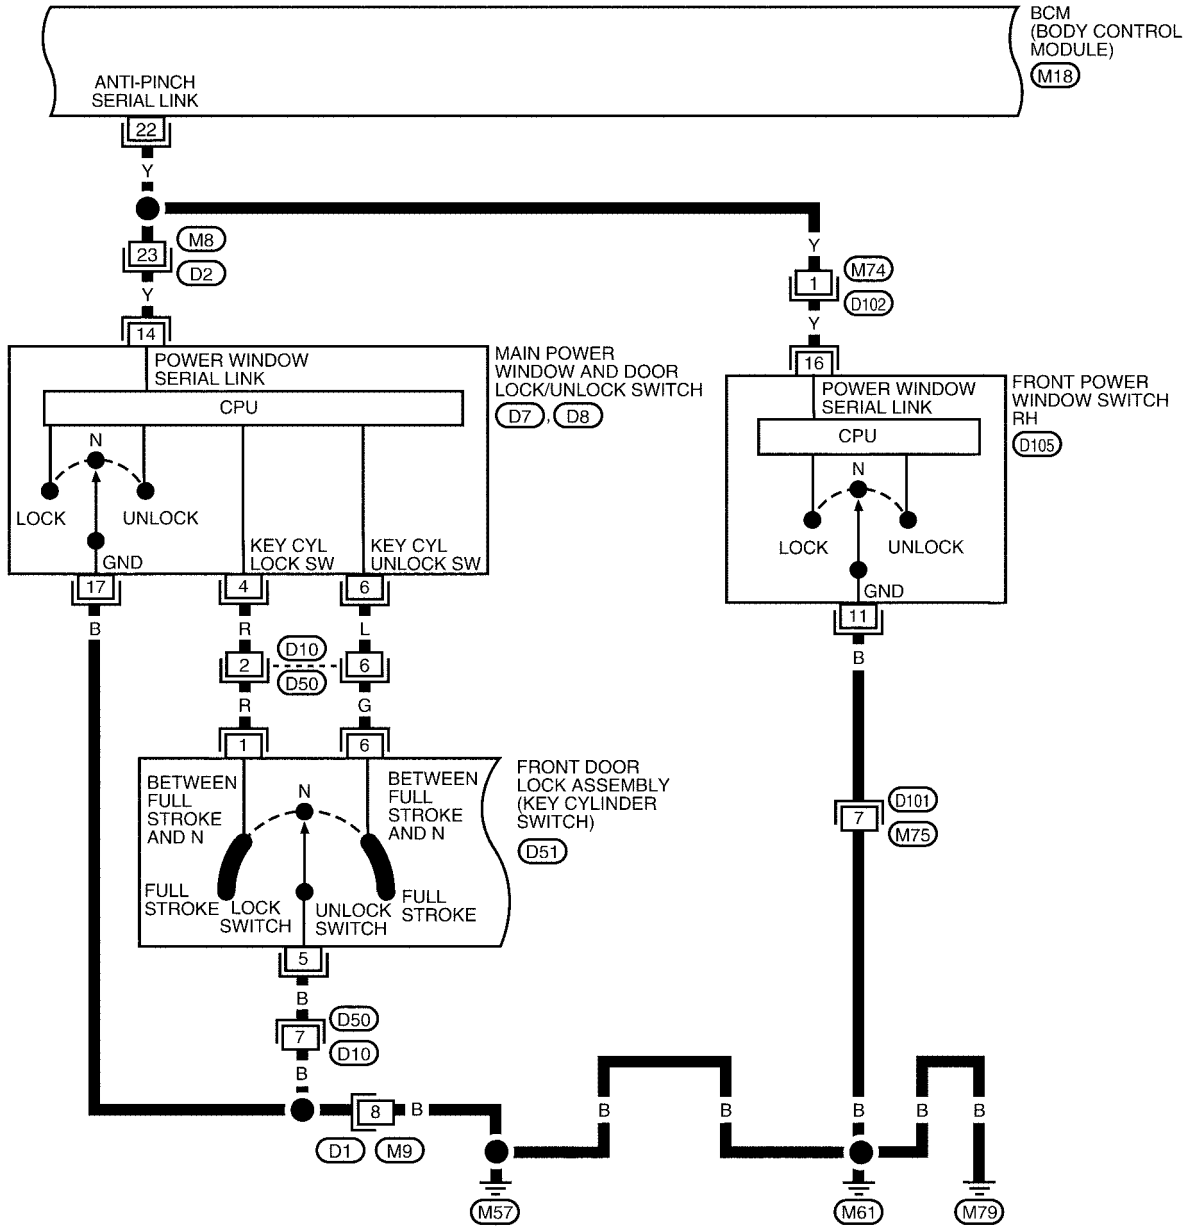 BCM
(BODY CONTROL
MODULE)
M18
ANTI-PINCH
SERIAL LINK
22
Y
M8
23
D2
Y
14
Y
M74
1
D102
Y
16
POWER WINDOW
SERIAL LINK
CPU
N
LOCK
UNLOCK
GND
KEY CYL
LOCK SW
KEY CYL
UNLOCK SW
MAIN POWER
WINDOW AND DOOR
LOCK/UNLOCK SWITCH
D7 , D8
POWER WINDOW
SERIAL LINK
CPU
N
LOCK
UNLOCK
GND
FRONT POWER
WINDOW SWITCH
RH
D105
17
4
6
11
B
R
L
B
D10
2
6
D50
R
G
1
6
BETWEEN
FULL
STROKE
AND N
N
BETWEEN
FULL
STROKE
AND N
FULL
STROKE
LOCK
SWITCH
UNLOCK
SWITCH
FULL
STROKE
FRONT DOOR
LOCK ASSEMBLY
(KEY CYLINDER
SWITCH)
D51
D101
7
M75
5
B
D50
7
D10
B
8
B
D1
M9
B
B
B
B
B
M57
M61
M79